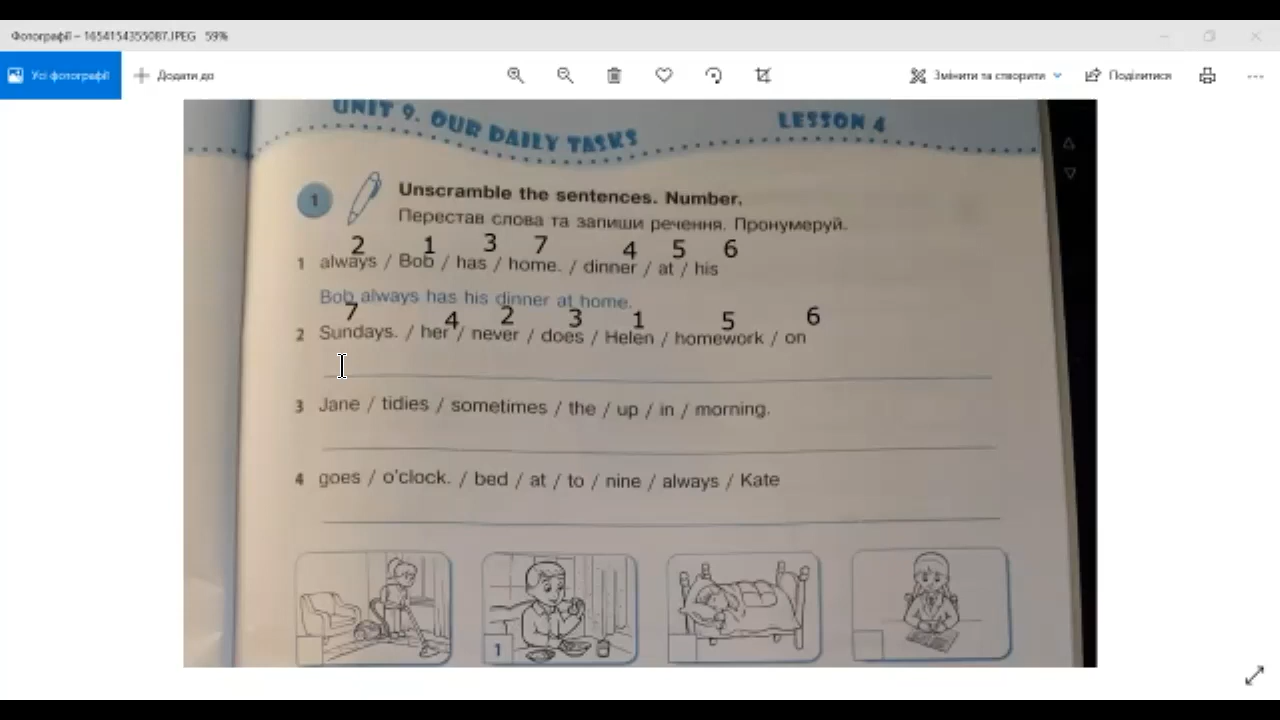 Фотографії – 1654154355087.JPEG 59%
Усі фотографії
Додати до
Змінити та створити
Поділитися
UNIT 9. OUR DAILY TASKS
LESSON 4
1 Unscramble the sentences. Number.
Перестав слова та запиши речення. Пронумеруй.
2 1 3 7 4 5 6
1 always / Bob / has / home. / dinner / at / his
Bob always has his dinner at home.
7 4 2 3 1 5 6
2 Sundays. / her / never / does / Helen / homework / on
3 Jane / tidies / sometimes / the / up / in / morning.
4 goes / o'clock. / bed / at / to / nine / always / Kate
1